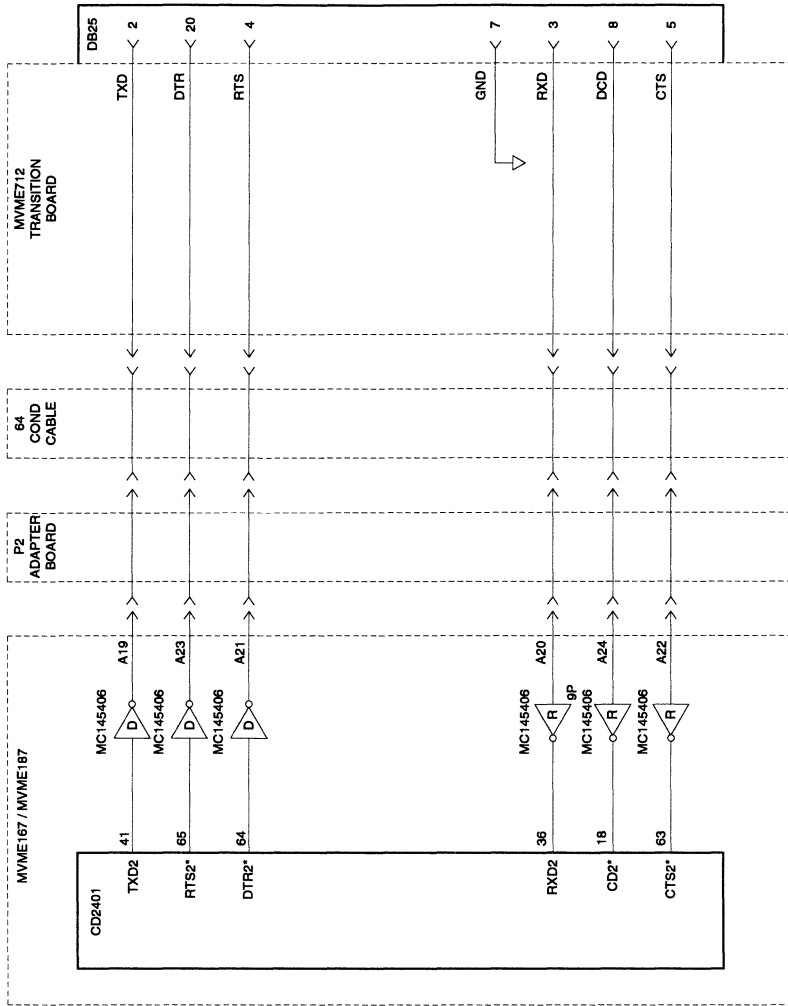 MVME167 / MVME187
P2
ADAPTER
BOARD
64
COND
CABLE
MVME712
TRANSITION
BOARD
CD2401
DB25
TXD2
41
MC145406
D
A19
TXD
2
RTS2*
65
MC145406
D
A23
DTR
20
DTR2*
64
MC145406
D
A21
RTS
4
GND
7
RXD2
36
MC145406
R
9P
A20
RXD
3
CD2*
18
MC145406
R
A24
DCD
8
CTS2*
63
MC145406
R
A22
CTS
5